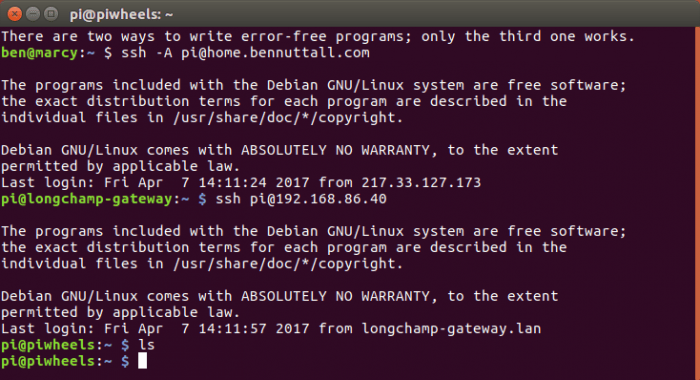 pi@piwheels: ~
There are two ways to write error-free programs; only the third one works.
ben@marcy:~ $ ssh -A pi@home.bennuttall.com
The programs included with the Debian GNU/Linux system are free software;
the exact distribution terms for each program are described in the
individual files in /usr/share/doc/*/copyright.
Debian GNU/Linux comes with ABSOLUTELY NO WARRANTY, to the extent
permitted by applicable law.
Last login: Fri Apr  7 14:11:24 2017 from 217.33.127.173
pi@longchamp-gateway:~ $ ssh pi@192.168.86.40
The programs included with the Debian GNU/Linux system are free software;
the exact distribution terms for each program are described in the
individual files in /usr/share/doc/*/copyright.
Debian GNU/Linux comes with ABSOLUTELY NO WARRANTY, to the extent
permitted by applicable law.
Last login: Fri Apr  7 14:11:57 2017 from longchamp-gateway.lan
pi@piwheels:~ $ ls
pi@piwheels:~ $